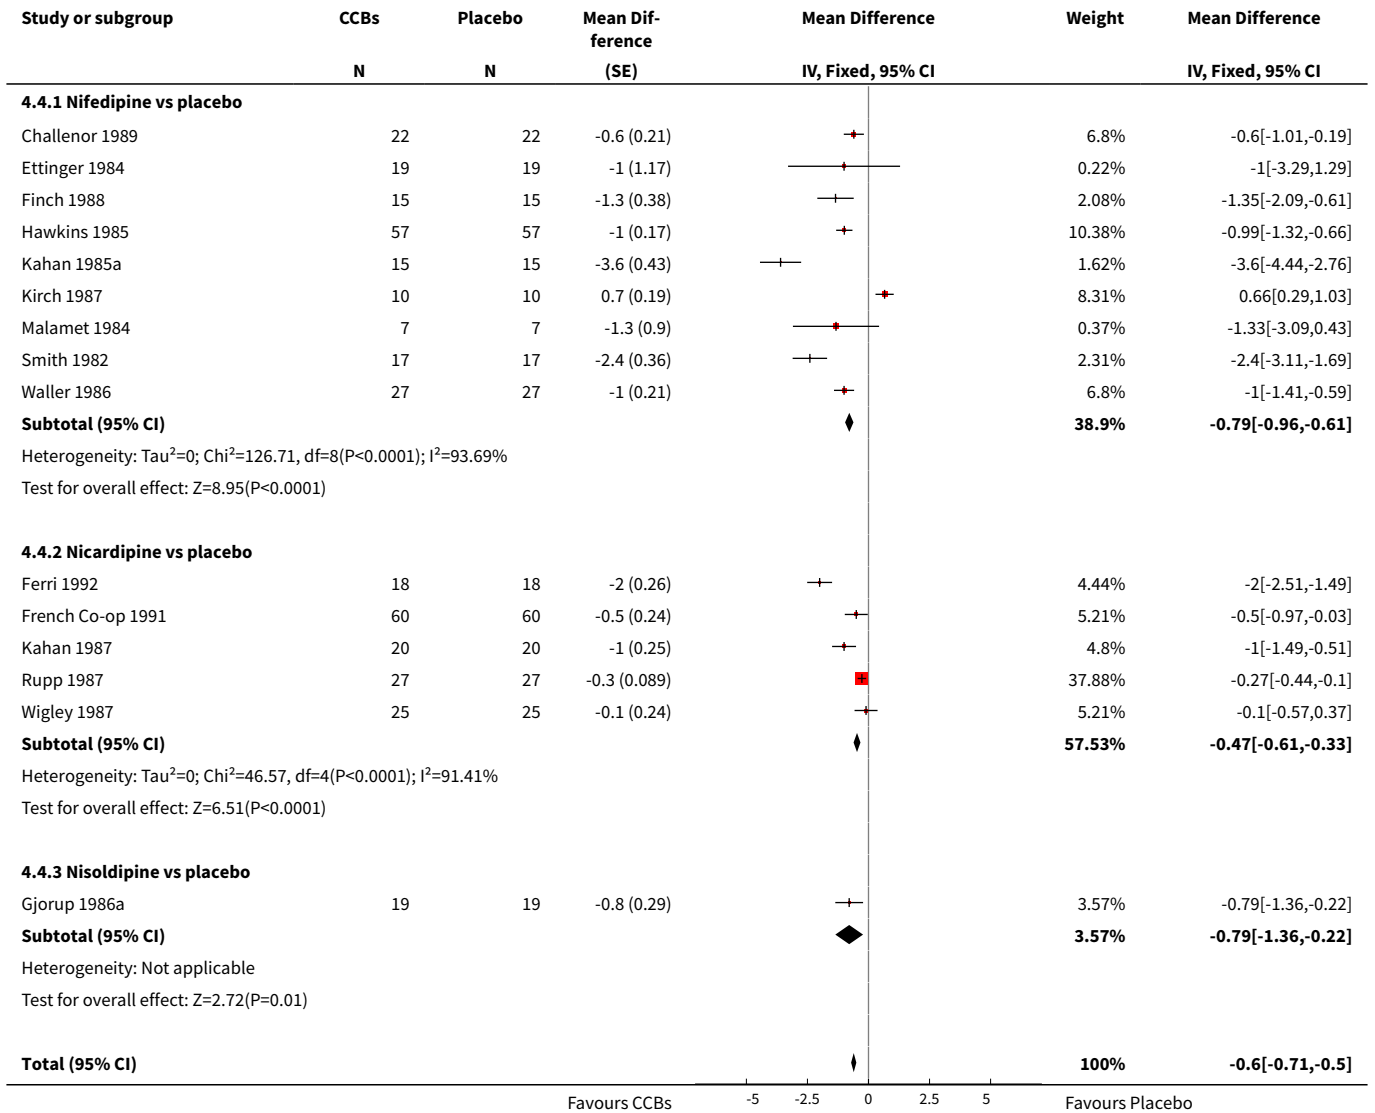 Study or subgroup CCBs Placebo Mean Dif- Mean Difference Weight Mean Difference
ference
N N (SE) IV, Fixed, 95% CI IV, Fixed, 95% CI
4.4.1 Nifedipine vs placebo
Challenor 1989 22 22 -0.6 (0.21) 6.8% -0.6[-1.01,-0.19]
Ettinger 1984 19 19 -1 (1.17) 0.22% -1[-3.29,1.29]
Finch 1988 15 15 -1.3 (0.38) 2.08% -1.35[-2.09,-0.61]
Hawkins 1985 57 57 -1 (0.17) 10.38% -0.99[-1.32,-0.66]
Kahan 1985a 15 15 -3.6 (0.43) 1.62% -3.6[-4.44,-2.76]
Kirch 1987 10 10 0.7 (0.19) 8.31% 0.66[0.29,1.03]
Malamet 1984 7 7 -1.3 (0.9) 0.37% -1.33[-3.09,0.43]
Smith 1982 17 17 -2.4 (0.36) 2.31% -2.4[-3.11,-1.69]
Waller 1986 27 27 -1 (0.21) 6.8% -1[-1.41,-0.59]
Subtotal (95% CI) 38.9% -0.79[-0.96,-0.61]
Heterogeneity: Tau²=0; Chi²=126.71, df=8(P<0.0001); I²=93.69%
Test for overall effect: Z=8.95(P<0.0001)
4.4.2 Nicardipine vs placebo
Ferri 1992 18 18 -2 (0.26) 4.44% -2[-2.51,-1.49]
French Co-op 1991 60 60 -0.5 (0.24) 5.21% -0.5[-0.97,-0.03]
Kahan 1987 20 20 -1 (0.25) 4.8% -1[-1.49,-0.51]
Rupp 1987 27 27 -0.3 (0.089) 37.88% -0.27[-0.44,-0.1]
Wigley 1987 25 25 -0.1 (0.24) 5.21% -0.1[-0.57,0.37]
Subtotal (95% CI) 57.53% -0.47[-0.61,-0.33]
Heterogeneity: Tau²=0; Chi²=46.57, df=4(P<0.0001); I²=91.41%
Test for overall effect: Z=6.51(P<0.0001)
4.4.3 Nisoldipine vs placebo
Gjorup 1986a 19 19 -0.8 (0.29) 3.57% -0.79[-1.36,-0.22]
Subtotal (95% CI) 3.57% -0.79[-1.36,-0.22]
Heterogeneity: Not applicable
Test for overall effect: Z=2.72(P=0.01)
Total (95% CI) 100% -0.6[-0.71,-0.5]
Favours CCBs -5 -2.5 0 2.5 5 Favours Placebo